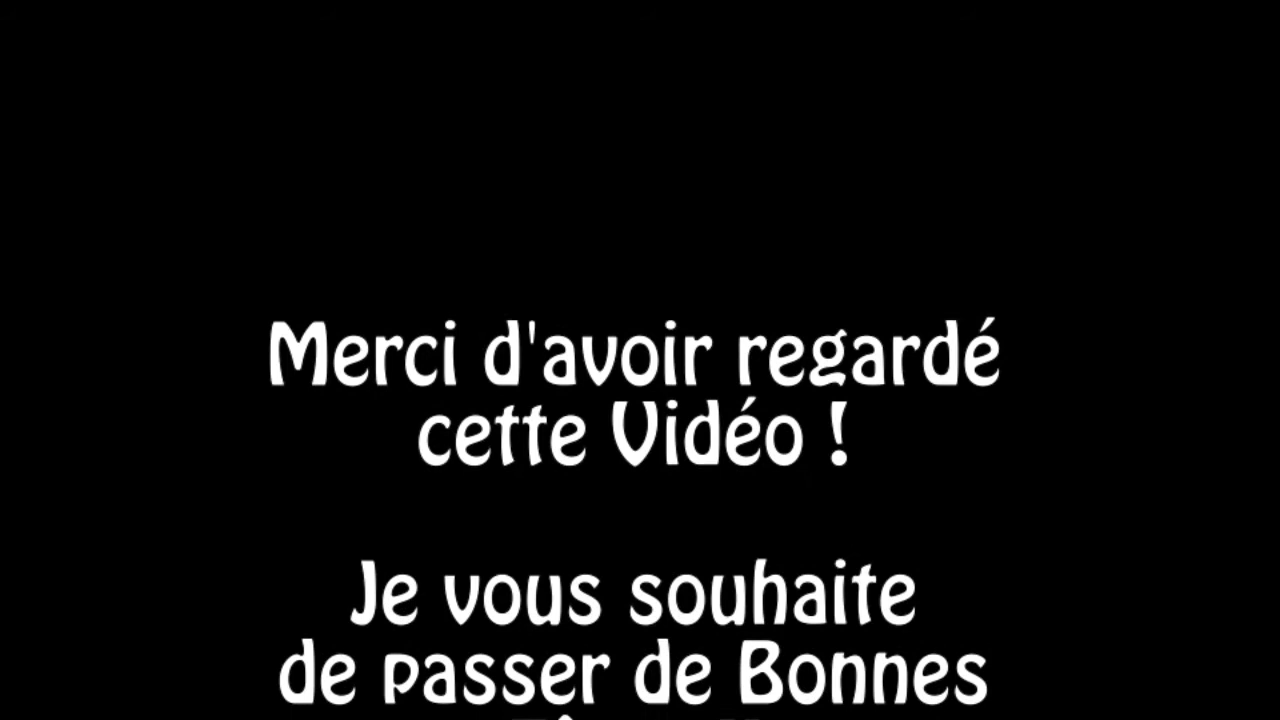 Merci d'avoir regardé
cette Vidéo !
Je vous souhaite
de passer de Bonnes